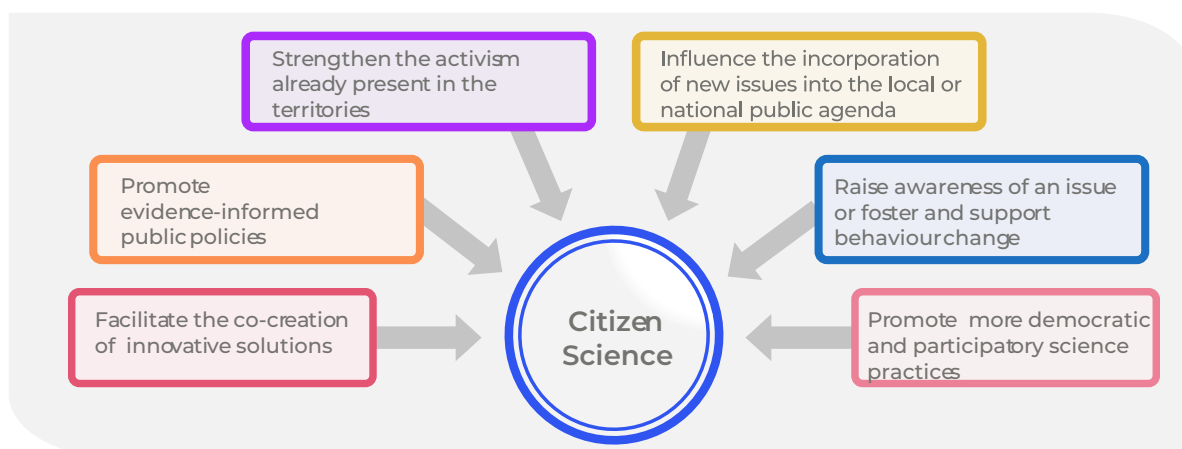 Strengthen the activism
already present in the
territories
Influence the incorporation
of new issues into the local or
national public agenda
Promote
evidence-informed
public policies
Raise awareness of an issue
or foster and support
behaviour change
Facilitate the co-creation
of innovative solutions
Citizen
Science
Promote more democratic
and participatory science
practices